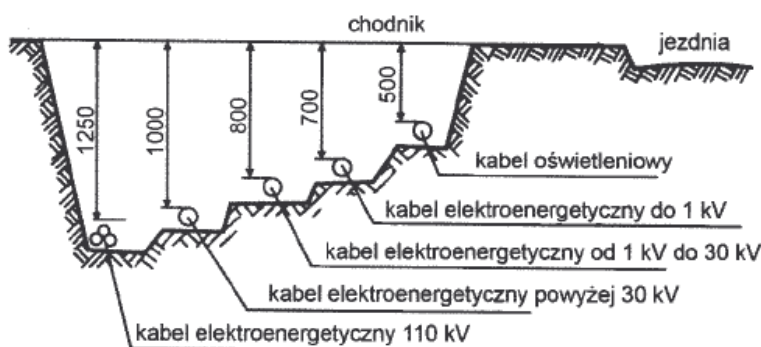 chodnik
jezdnia
1250
1000
800
700
500
kabel oświetleniowy
kabel elektroenergetyczny do 1 kV
kabel elektroenergetyczny od 1 kV do 30 kV
kabel elektroenergetyczny powyżej 30 kV
kabel elektroenergetyczny 110 kV